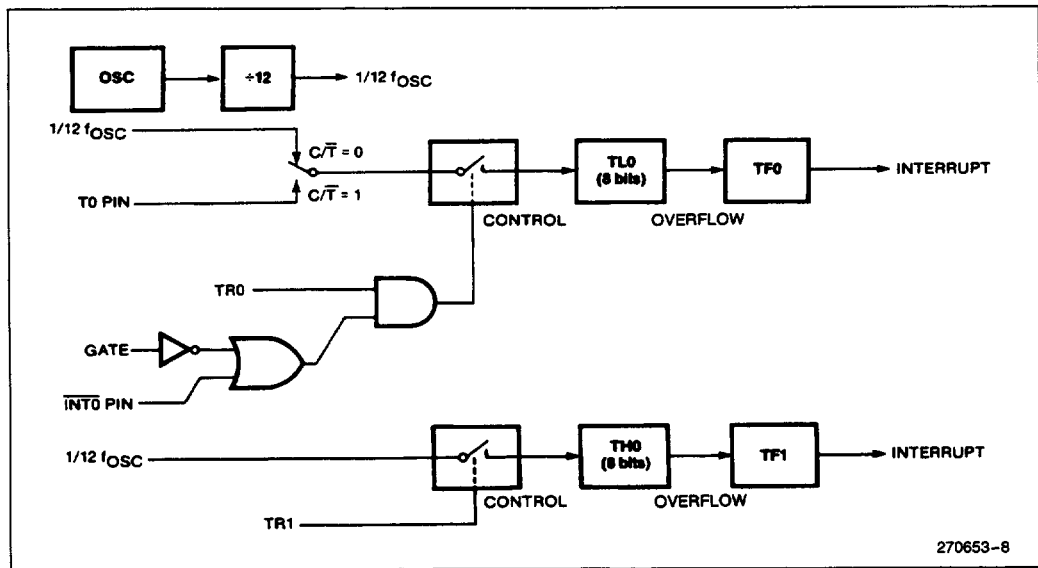 OSC
÷12
1/12 fOSC
1/12 fOSC
C/T̅ = 0
T0 PIN
C/T̅ = 1
CONTROL
TL0
(8 bits)
OVERFLOW
TF0
INTERRUPT
TR0
GATE
I̅N̅T̅0̅ PIN
1/12 fOSC
CONTROL
TH0
(8 bits)
OVERFLOW
TF1
INTERRUPT
TR1
270653–8